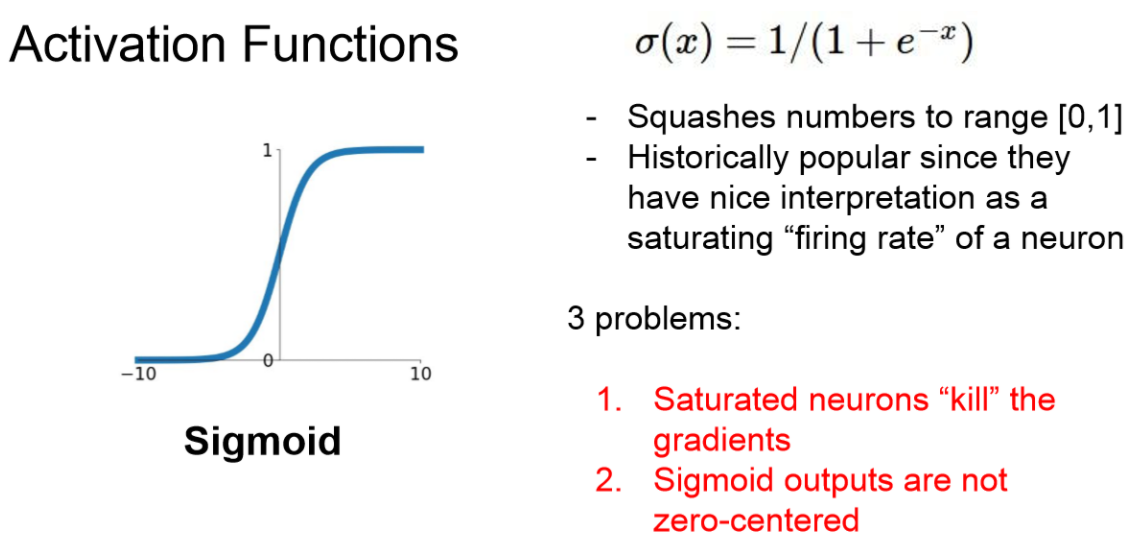 Activation Functions
1
0
−10
10
Sigmoid
σ(x) = 1/(1 + e⁻ˣ)
- Squashes numbers to range [0,1]
- Historically popular since they
have nice interpretation as a
saturating “firing rate” of a neuron
3 problems:
1. Saturated neurons “kill” the
gradients
2. Sigmoid outputs are not
zero-centered